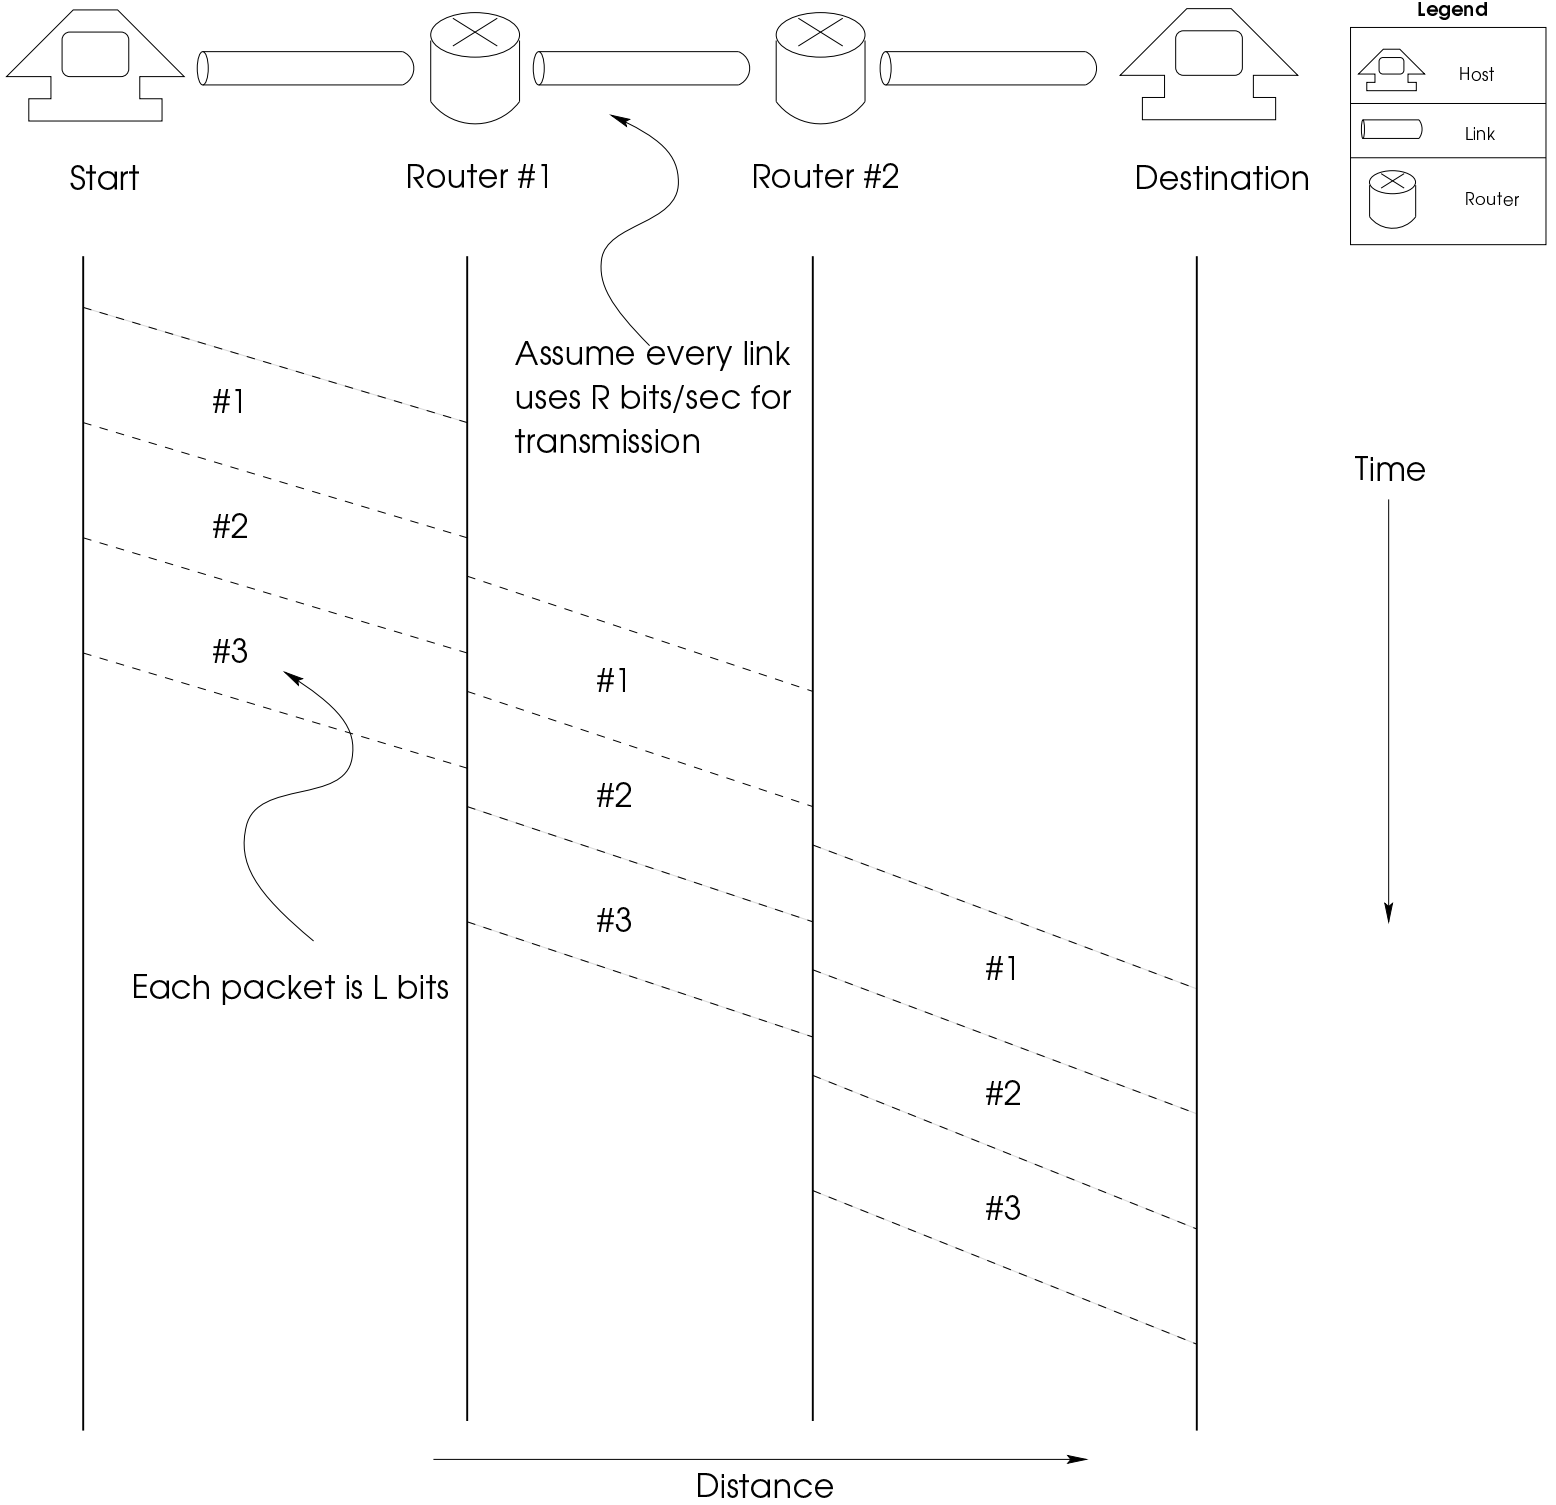 Legend
Host
Link
Router
Start
Router #1
Router #2
Destination
Assume every link
uses R bits/sec for
transmission
#1
#2
#3
#1
#2
#3
#1
#2
#3
Time
Each packet is L bits
Distance